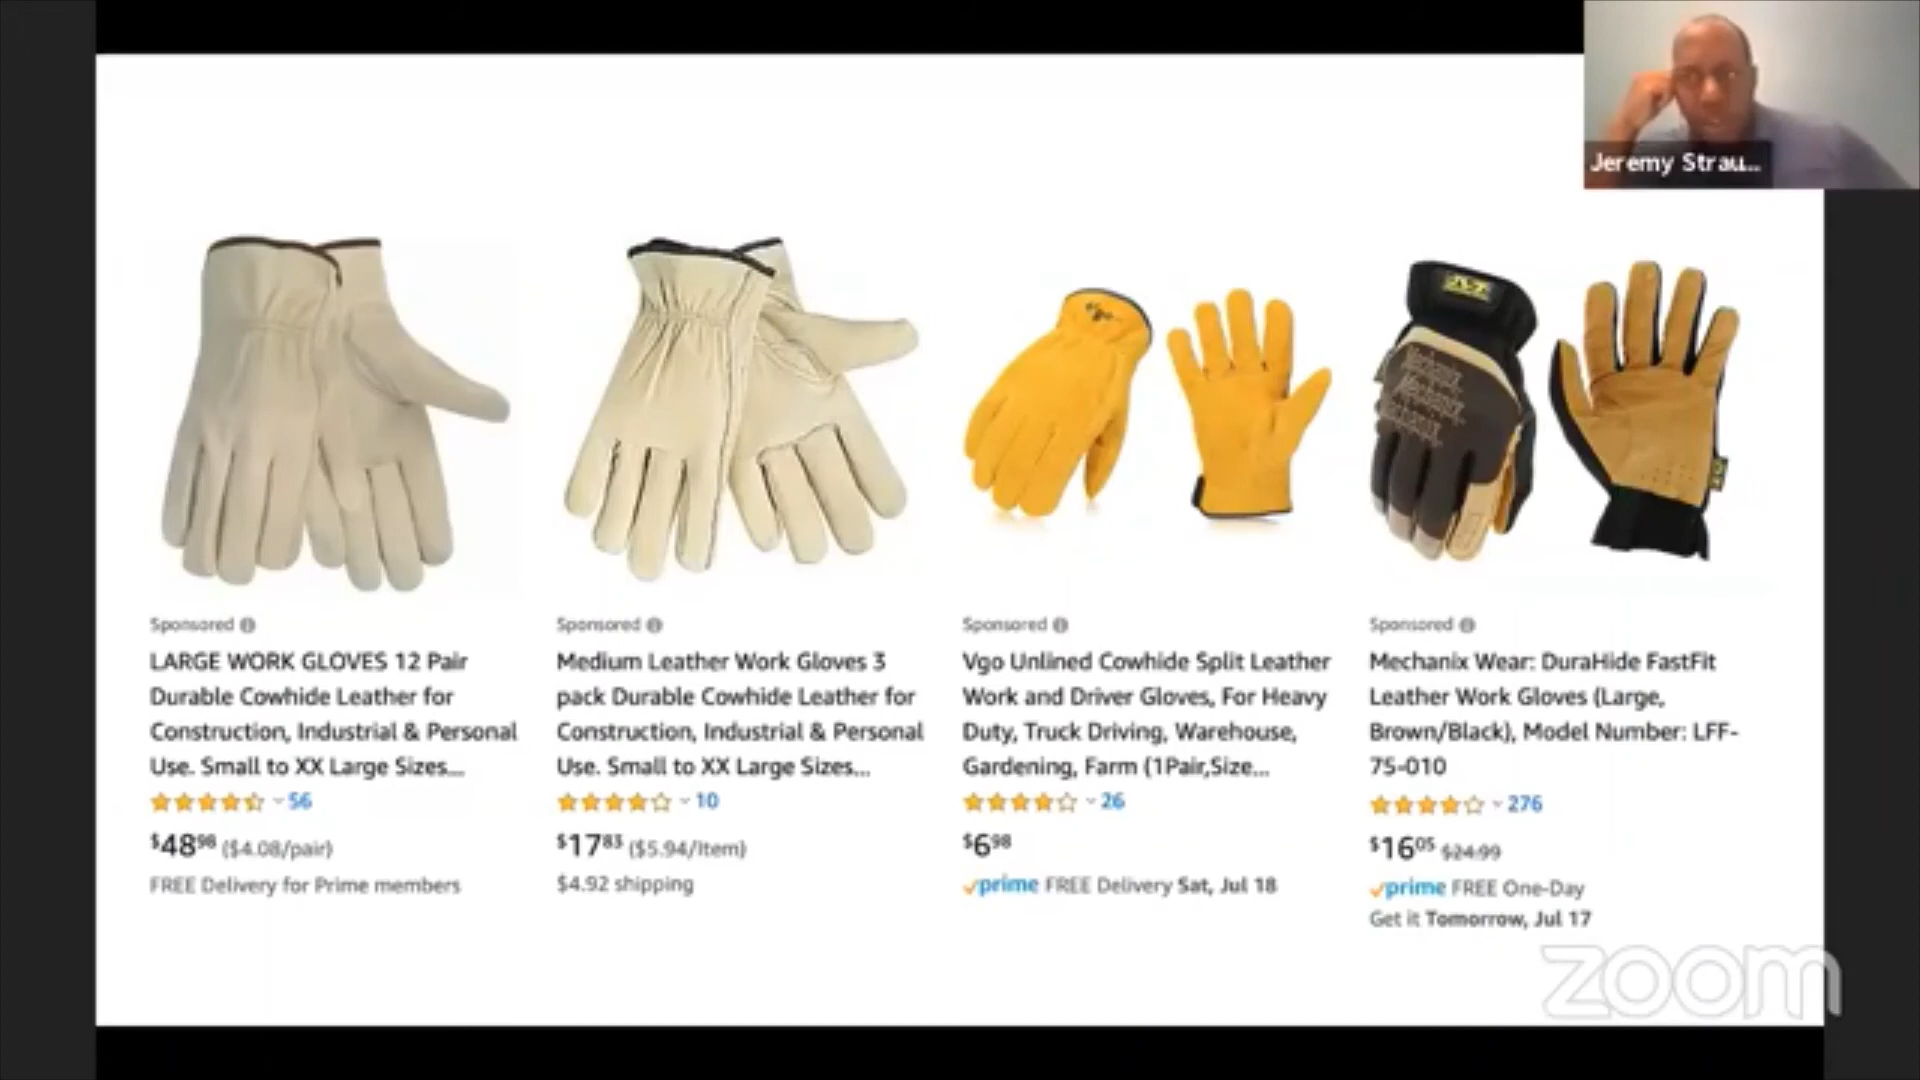 Jeremy Strau...
Sponsored
LARGE WORK GLOVES 12 Pair
Durable Cowhide Leather for
Construction, Industrial & Personal
Use. Small to XX Large Sizes...
56
$48.98 ($4.08/pair)
FREE Delivery for Prime members
Sponsored
Medium Leather Work Gloves 3
pack Durable Cowhide Leather for
Construction, Industrial & Personal
Use. Small to XX Large Sizes...
10
$17.83 ($5.94/Item)
$4.92 shipping
Sponsored
Vgo Unlined Cowhide Split Leather
Work and Driver Gloves, For Heavy
Duty, Truck Driving, Warehouse,
Gardening, Farm (1Pair,Size...
26
$6.98
prime FREE Delivery Sat, Jul 18
Sponsored
Mechanix Wear: DuraHide FastFit
Leather Work Gloves (Large,
Brown/Black), Model Number: LFF-
75-010
276
$16.05 $24.99
prime FREE One-Day
Get it Tomorrow, Jul 17
zoom